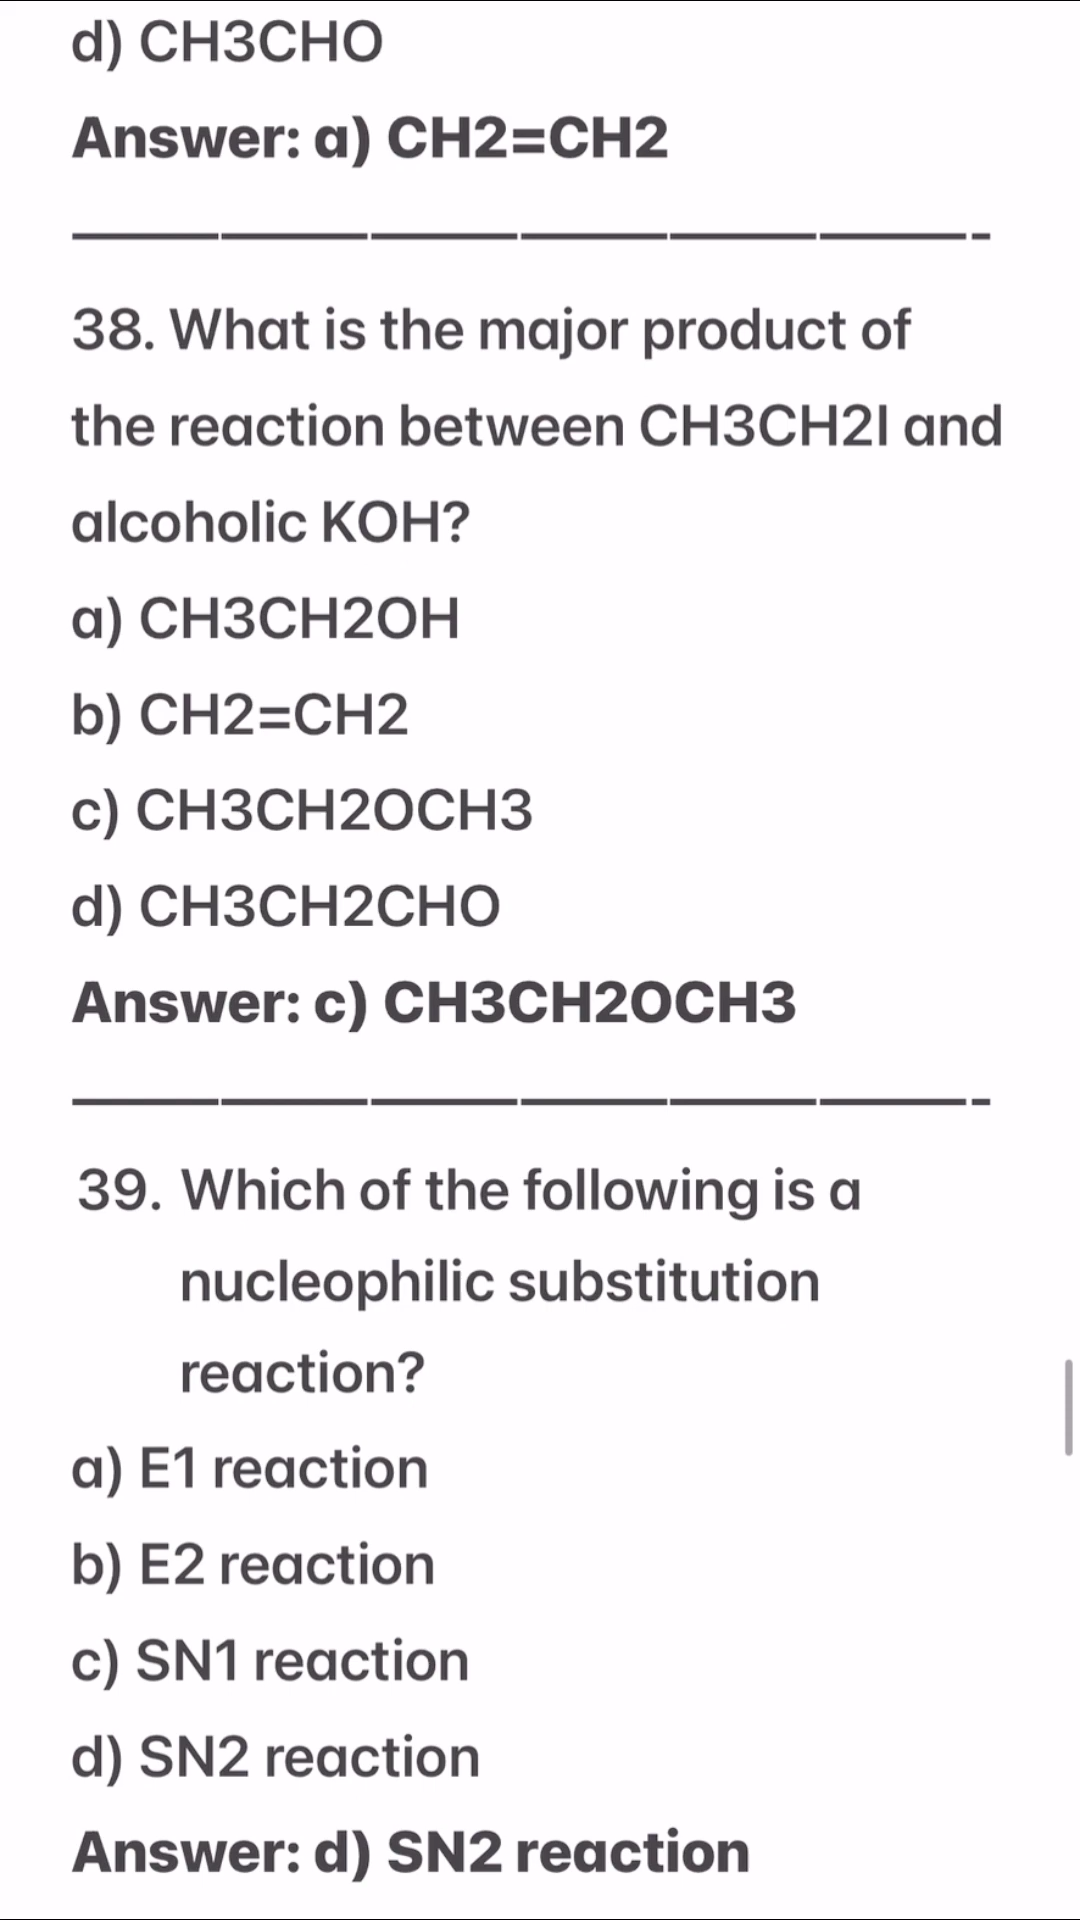 d) CH3CHO
Answer: a) CH2=CH2
——————-
38. What is the major product of
the reaction between CH3CH2I and
alcoholic KOH?
a) CH3CH2OH
b) CH2=CH2
c) CH3CH2OCH3
d) CH3CH2CHO
Answer: c) CH3CH2OCH3
——————-
39. Which of the following is a
nucleophilic substitution
reaction?
a) E1 reaction
b) E2 reaction
c) SN1 reaction
d) SN2 reaction
Answer: d) SN2 reaction